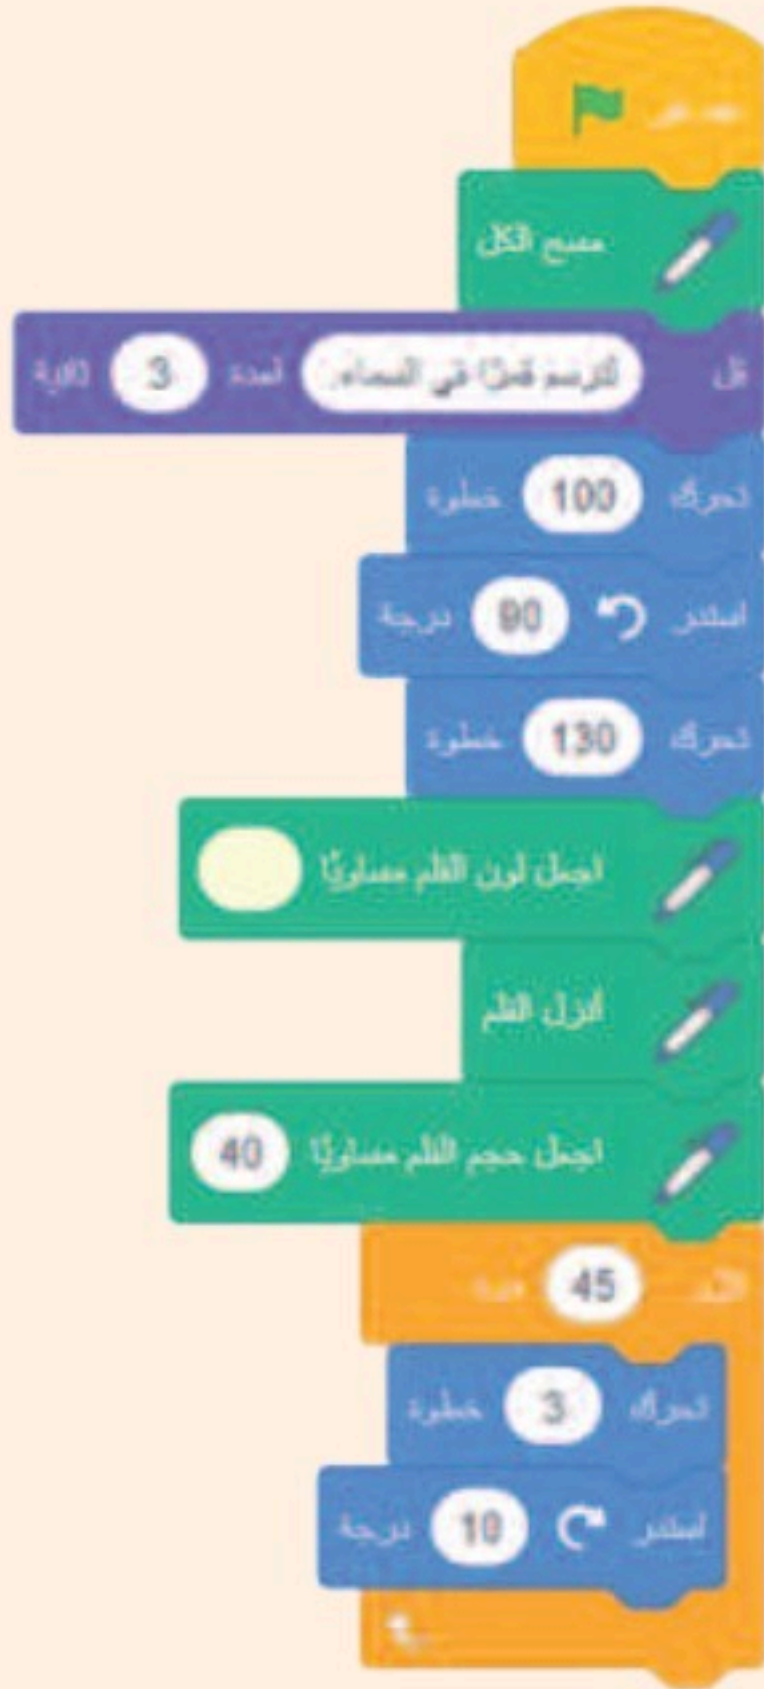 مسح الكل
قل لنرسم قمرًا في السماء. لمدة 3 ثانية
تحرك 100 خطوة
استدر 90 درجة
تحرك 130 خطوة
اجعل لون القلم مساويًا
أنزل القلم
اجعل حجم القلم مساويًا 40
45
تحرك 3 خطوة
استدر 10 درجة